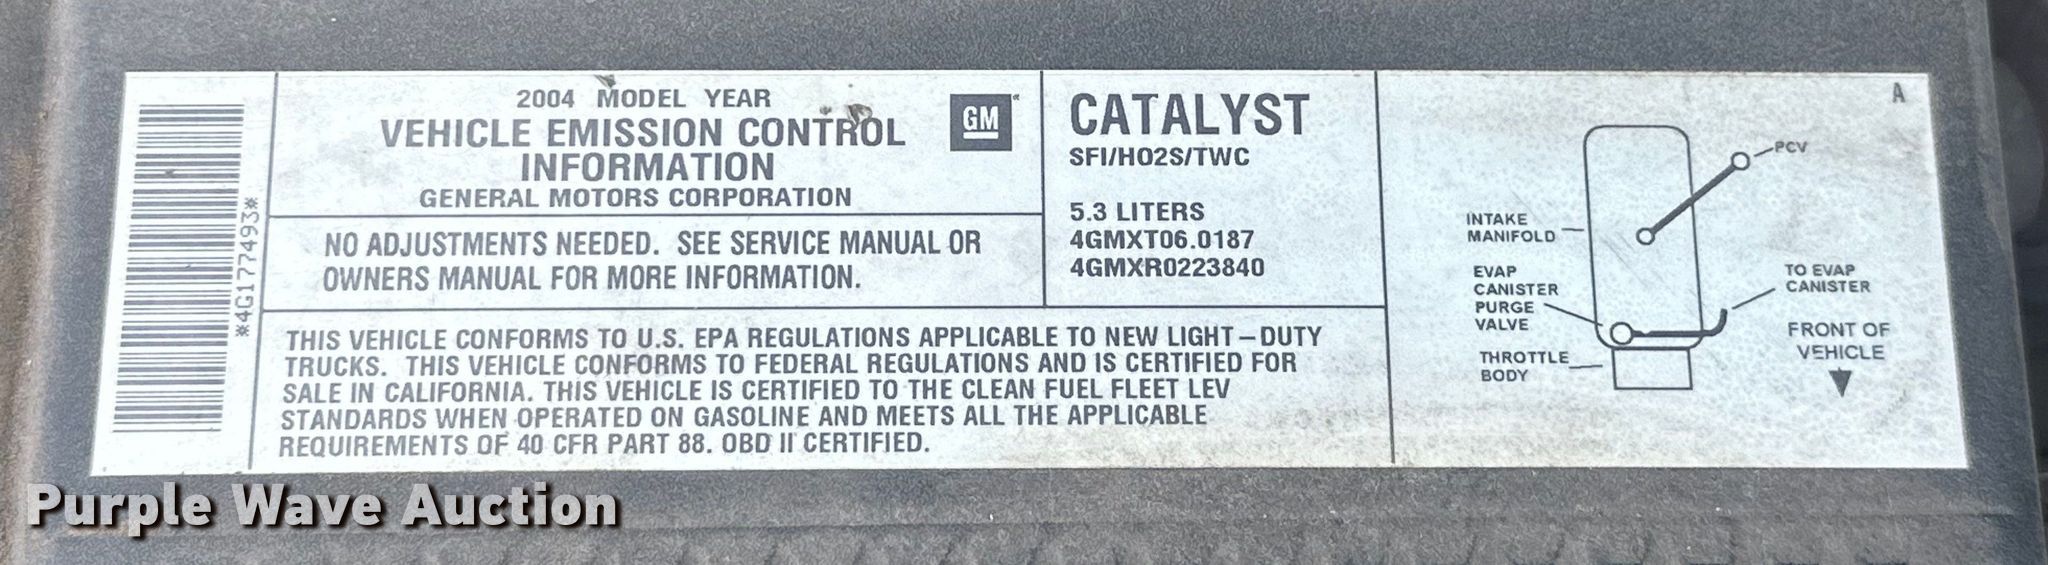 *4G177493*
2004 MODEL YEAR
VEHICLE EMISSION CONTROL
INFORMATION
GENERAL MOTORS CORPORATION
GM
NO ADJUSTMENTS NEEDED. SEE SERVICE MANUAL OR
OWNERS MANUAL FOR MORE INFORMATION.
CATALYST
SFI/HO2S/TWC
5.3 LITERS
4GMXT06.0187
4GMXR0223840
THIS VEHICLE CONFORMS TO U.S. EPA REGULATIONS APPLICABLE TO NEW LIGHT-DUTY
TRUCKS. THIS VEHICLE CONFORMS TO FEDERAL REGULATIONS AND IS CERTIFIED FOR
SALE IN CALIFORNIA. THIS VEHICLE IS CERTIFIED TO THE CLEAN FUEL FLEET LEV
STANDARDS WHEN OPERATED ON GASOLINE AND MEETS ALL THE APPLICABLE
REQUIREMENTS OF 40 CFR PART 88. OBD II CERTIFIED.
A
PCV
INTAKE
MANIFOLD
EVAP
CANISTER
PURGE
VALVE
THROTTLE
BODY
TO EVAP
CANISTER
FRONT OF
VEHICLE
Purple Wave Auction